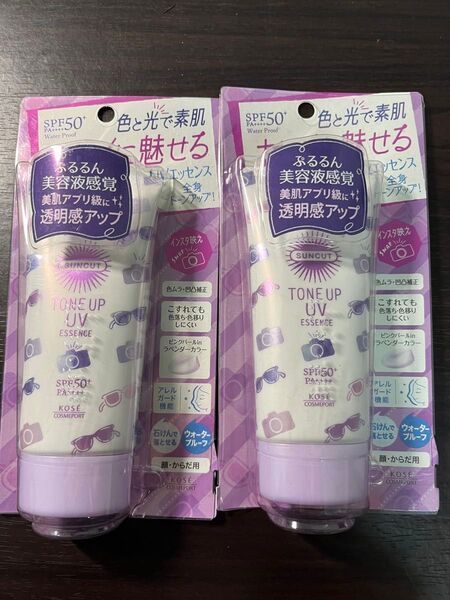 SPF50+
PA++++
Water Proof
色と光で素肌
魅せる
UVエッセンス
全身
トーンアップ!
ぷるるん
美容液感覚
美肌アプリ級に
透明感アップ
インスタ映え
SUNCUT
TONE UP
UV
ESSENCE
SPF50+
PA++++
KOSÉ
COSMEPORT
色ムラ・凹凸補正
こすれても
色落ち・色移り
しにくい
ピンクパールin
ラベンダーカラー
アレル
ガード
機能
石けんで
落とせる
ウォーター
プルーフ
顔・からだ用
KOSÉ
COSMEPORT
SPF50+
PA++++
Water Proof
色と光で素肌
魅せる
エッセンス
全身
トーンアップ!
ぷるるん
美容液感覚
美肌アプリ級に
透明感アップ
インスタ映え
SUNCUT
TONE UP
UV
ESSENCE
SPF50+
PA++++
KOSÉ
COSMEPORT
色ムラ・凹凸補正
こすれても
色落ち・色移り
しにくい
ピンクパールin
ラベンダーカラー
アレル
ガード
機能
石けんで
落とせる
ウォーター
プルーフ
顔・からだ用
KOSÉ
COSMEPORT